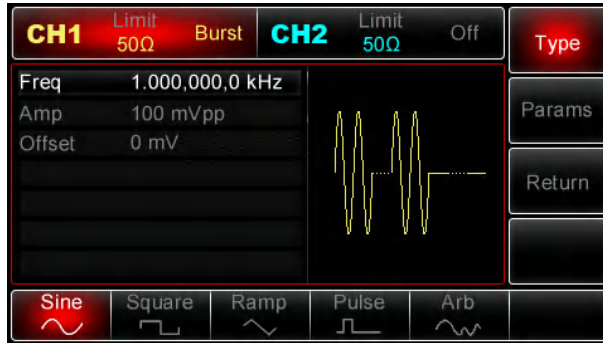 CH1 Limit 50Ω Burst CH2 Limit 50Ω Off
Type
Freq 1.000,000,0 kHz
Amp 100 mVpp
Offset 0 mV
Params
Return
Sine Square Ramp Pulse Arb